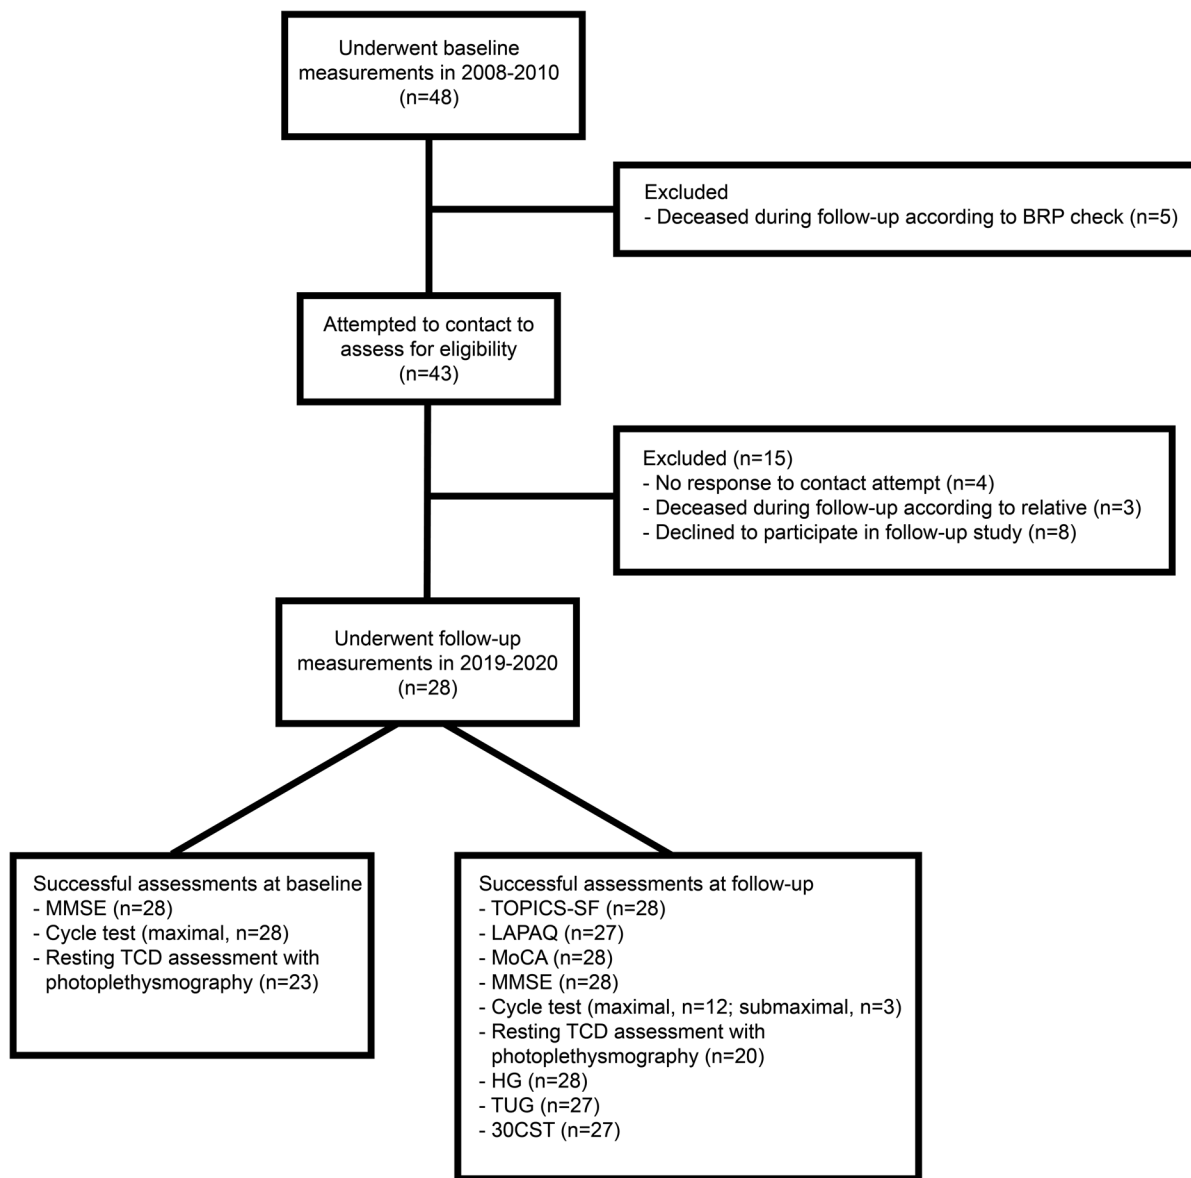 Underwent baseline
measurements in 2008-2010
(n=48)
Excluded
- Deceased during follow-up according to BRP check (n=5)
Attempted to contact to
assess for eligibility
(n=43)
Excluded (n=15)
- No response to contact attempt (n=4)
- Deceased during follow-up according to relative (n=3)
- Declined to participate in follow-up study (n=8)
Underwent follow-up
measurements in 2019-2020
(n=28)
Successful assessments at baseline
- MMSE (n=28)
- Cycle test (maximal, n=28)
- Resting TCD assessment with
photoplethysmography (n=23)
Successful assessments at follow-up
- TOPICS-SF (n=28)
- LAPAQ (n=27)
- MoCA (n=28)
- MMSE (n=28)
- Cycle test (maximal, n=12; submaximal, n=3)
- Resting TCD assessment with
photoplethysmography (n=20)
- HG (n=28)
- TUG (n=27)
- 30CST (n=27)